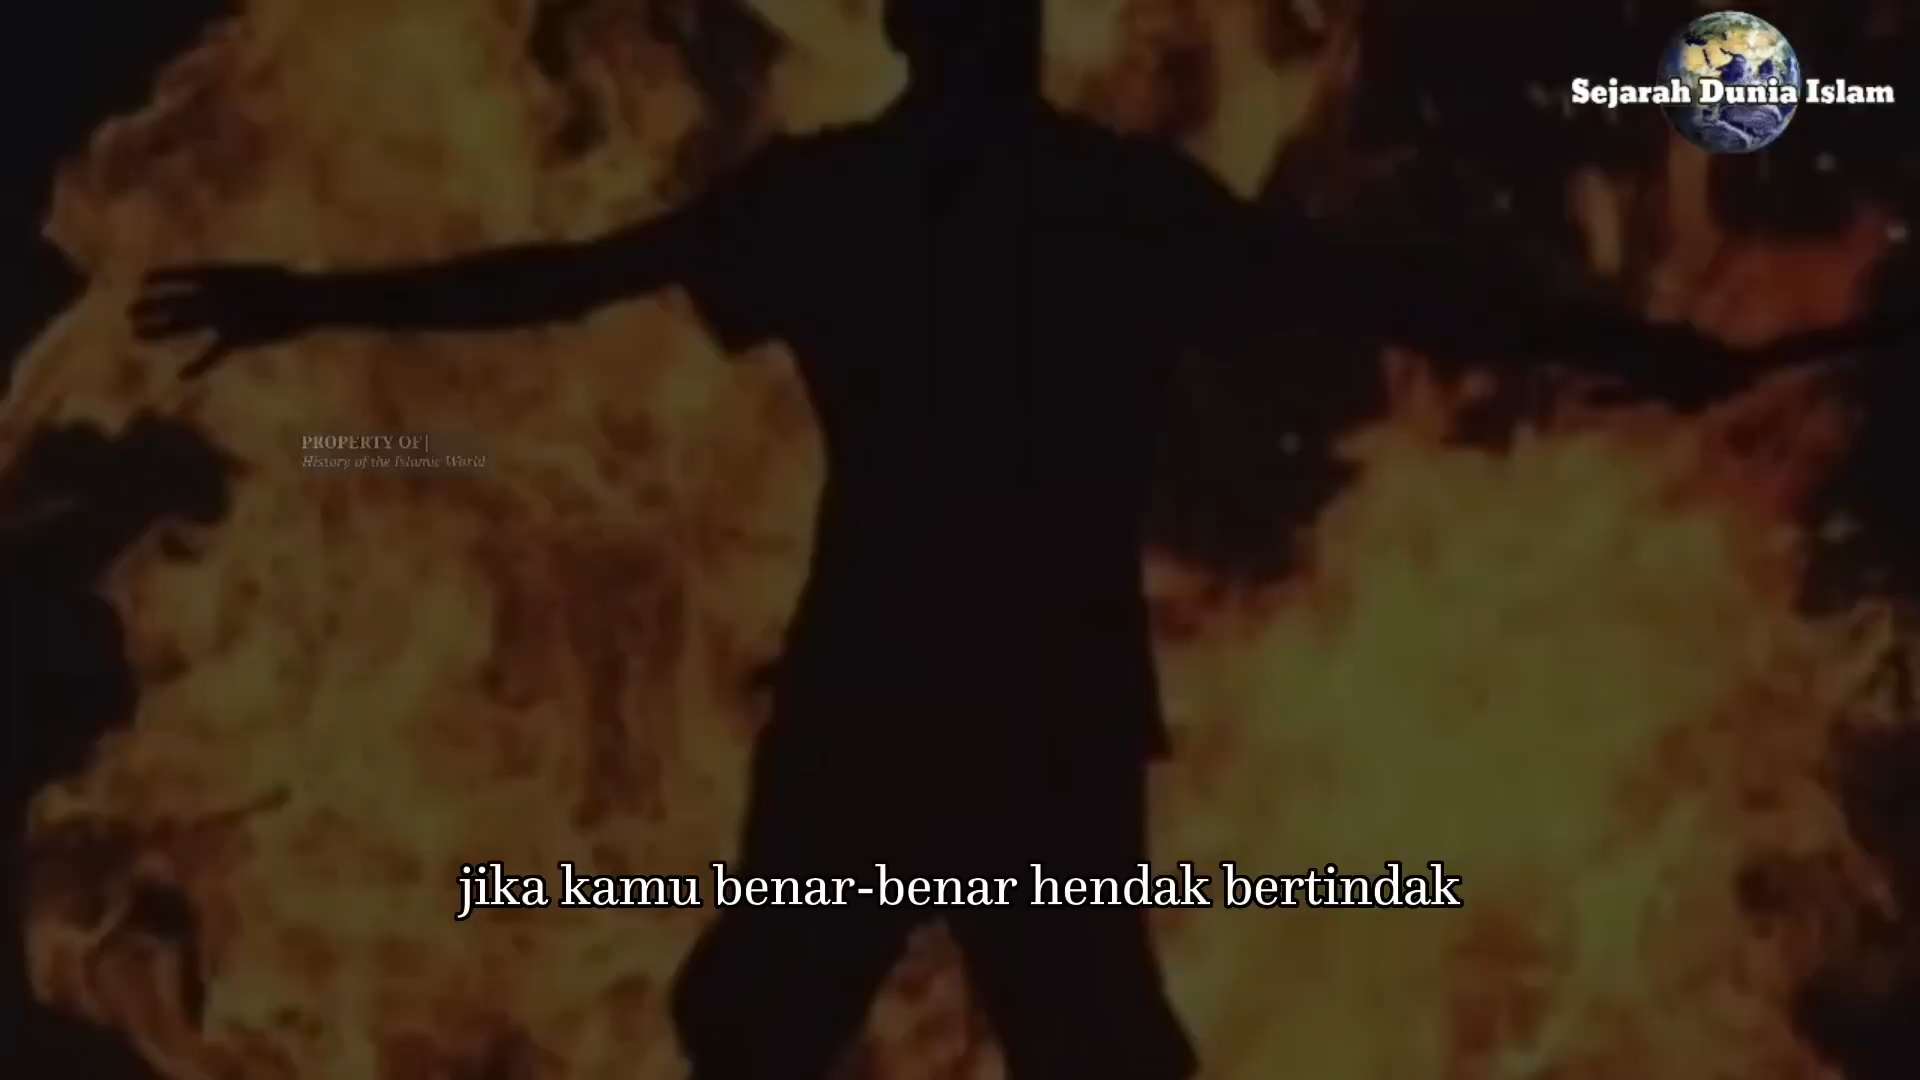 Sejarah Dunia Islam
PROPERTY OF|
History of the Islamic World
jika kamu benar-benar hendak bertindak